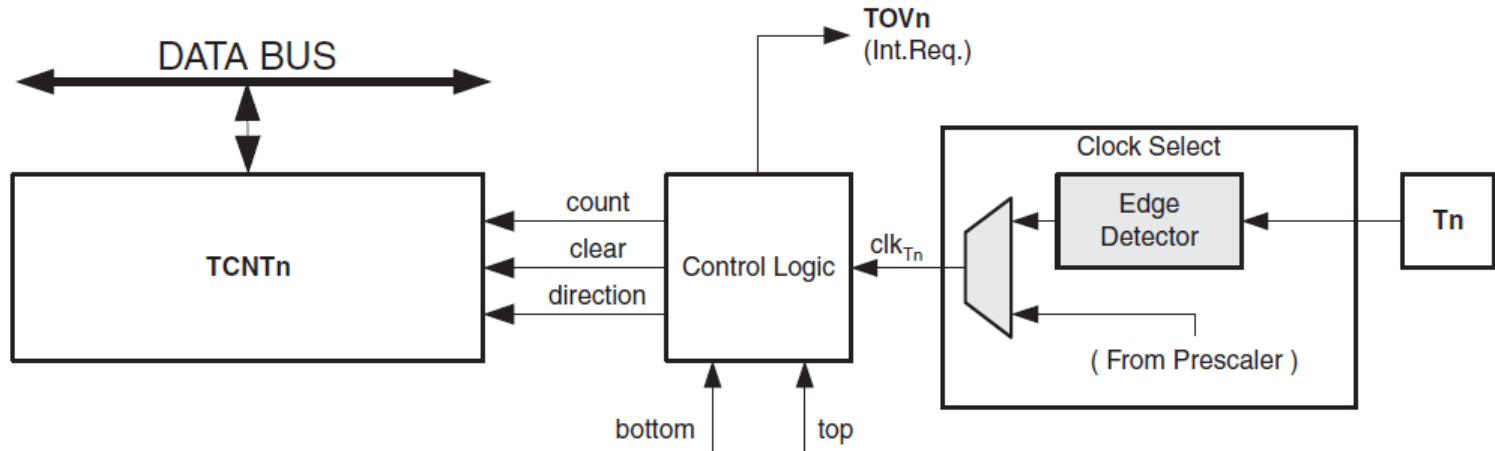 TOVn
(Int.Req.)
DATA BUS
Clock Select
TCNTn
count
clear
direction
Control Logic
clkTn
Edge
Detector
Tn
( From Prescaler )
bottom
top